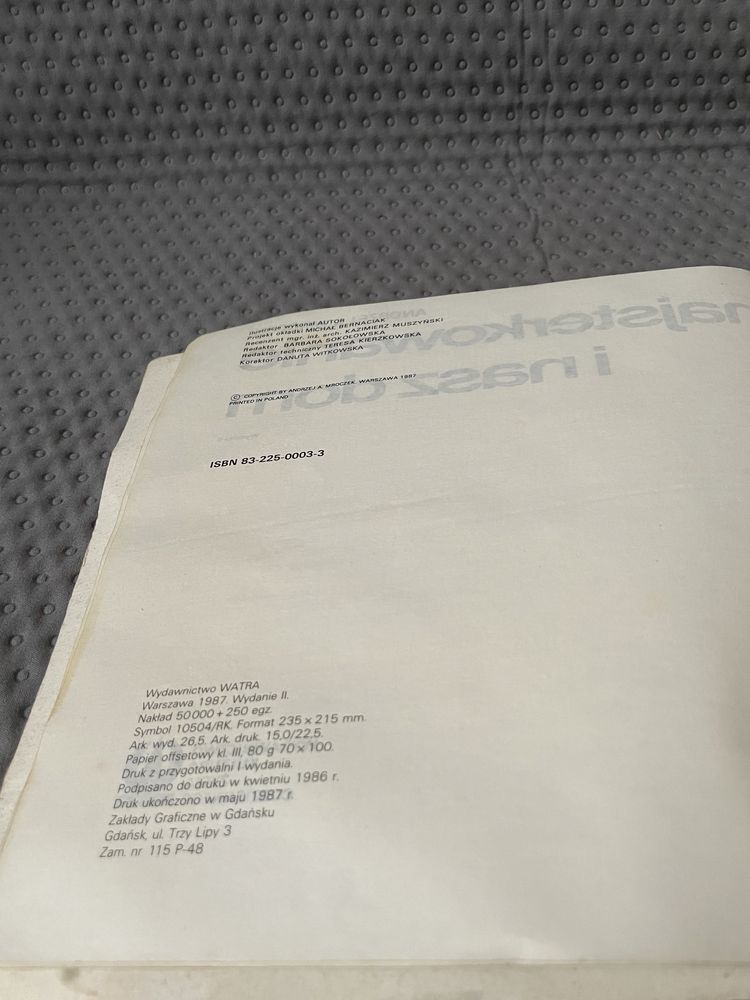 Ilustracje wykonał AUTOR
Projekt okładki MICHAŁ BERNACIAK
Recenzent mgr. inż. arch. KAZIMIERZ MUSZYŃSKI
Redaktor BARBARA SOKOŁOWSKA
Redaktor techniczny TERESA KIERZKOWSKA
Korektor DANUTA WITKOWSKA
© COPYRIGHT BY ANDRZEJ A. MROCZEK. WARSZAWA 1987
PRINTED IN POLAND
ISBN 83-225-0003-3
Wydawnictwo WATRA
Warszawa 1987. Wydanie II.
Nakład 50000 + 250 egz.
Symbol 10504/RK. Format 235 x 215 mm.
Ark. wyd. 26,5. Ark. druk. 15,0/22,5.
Papier offsetowy kl. III, 80 g 70 x 100.
Druk z przygotowalni I wydania.
Podpisano do druku w kwietniu 1986 r.
Druk ukończono w maju 1987 r.
Zakłady Graficzne w Gdańsku
Gdańsk, ul. Trzy Lipy 3
Zam. nr 115 P-48